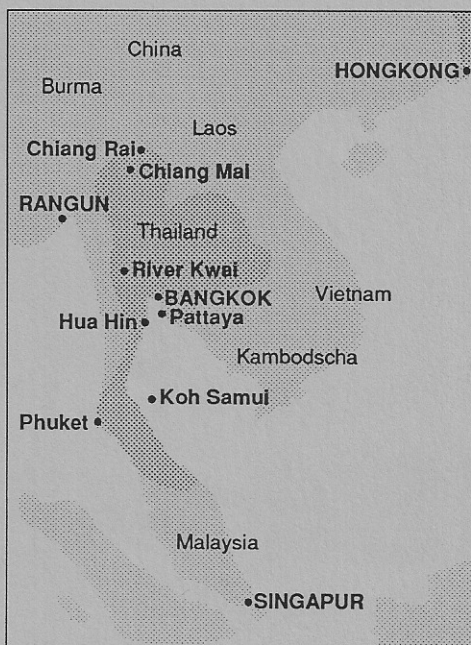 China
HONGKONG
Burma
Laos
Chiang Rai
Chiang Mai
RANGUN
Thailand
River Kwai
BANGKOK
Vietnam
Pattaya
Hua Hin
Kambodscha
Koh Samui
Phuket
Malaysia
SINGAPUR